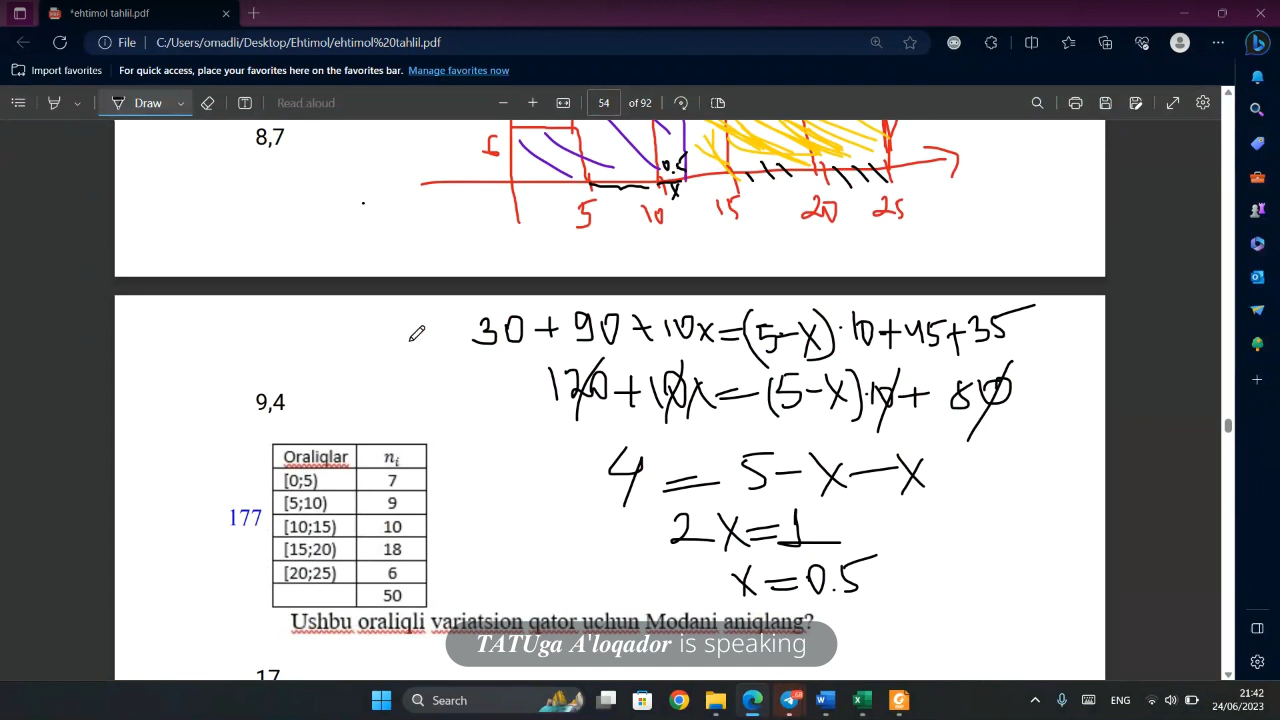 *ehtimol tahlil.pdf
File C:/Users/omadli/Desktop/Ehtimol/ehtimol%20tahlil.pdf
Import favorites For quick access, place your favorites here on the favorites bar. Manage favorites now
Draw Read aloud 54 of 92
8,7
0.5
x
5 10 15 20 25
30 + 90 + 10x = (5-x)·10+45+35
120 + 10x = (5-x)·10 + 80
9,4
4 = 5 - x - x
2x = 1
x = 0.5
177
Oraliqlar nᵢ
[0;5) 7
[5;10) 9
[10;15) 10
[15;20) 18
[20;25) 6
50
Ushbu oraliqli variatsion qator uchun Modani aniqlang?
TATUga A'loqador is speaking
17
Search
ENG
21:42
24/06/2023